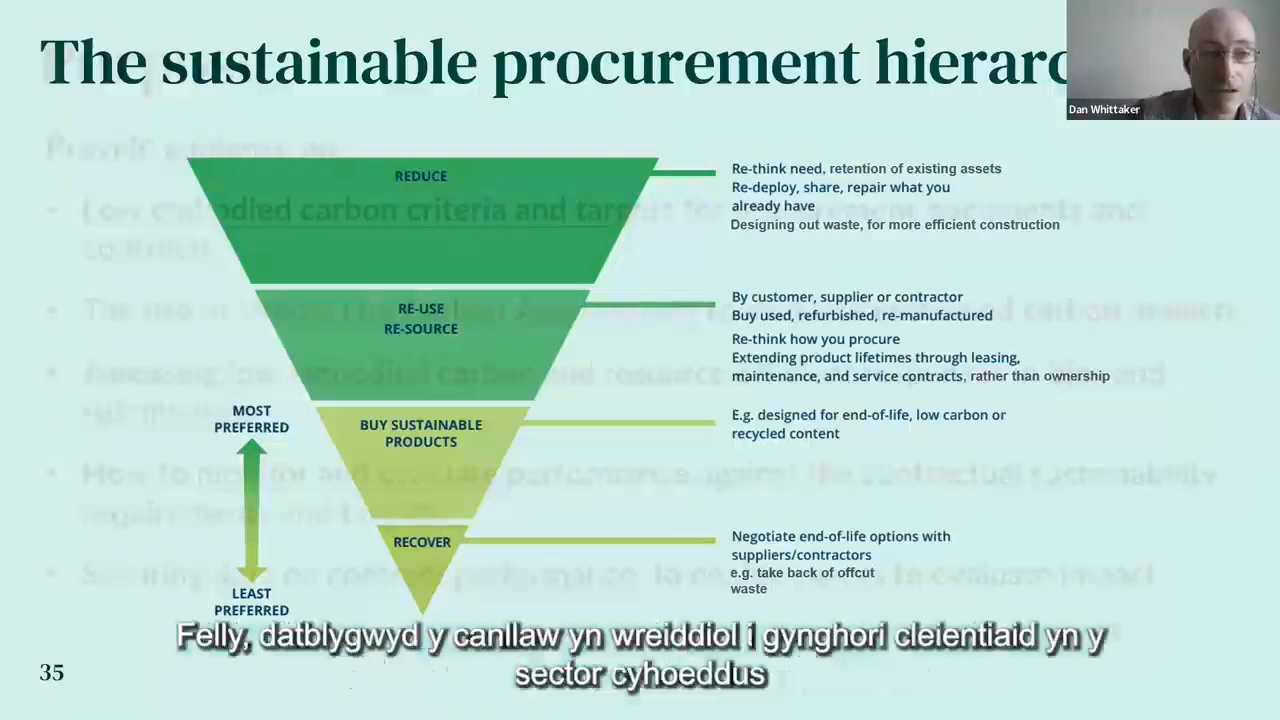 The sustainable procurement hierarc
Dan Whittaker
REDUCE
Re-think need, retention of existing assets
Re-deploy, share, repair what you
already have
Designing out waste, for more efficient construction
RE-USE
RE-SOURCE
By customer, supplier or contractor
Buy used, refurbished, re-manufactured
Re-think how you procure
Extending product lifetimes through leasing,
maintenance, and service ontracts, rather than ownership
MOST
PREFERRED
BUY SUSTAINABLE
PRODUCTS
E.g. designed for end-of-life, low carbon or
recycled content
RECOVER
Negotiate end-of-life options with
suppliers/contractors
e.g. take back of offcut
waste
LEAST
PREFERRED
Felly, datblygwyd y canllaw yn wreiddiol i gynghori cleientiaid yn y
sector cyhoeddus
35